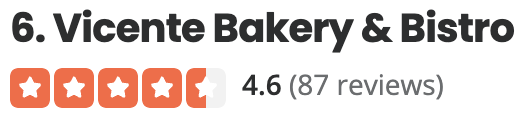 6. Vicente Bakery & Bistro
4.6 (87 reviews)